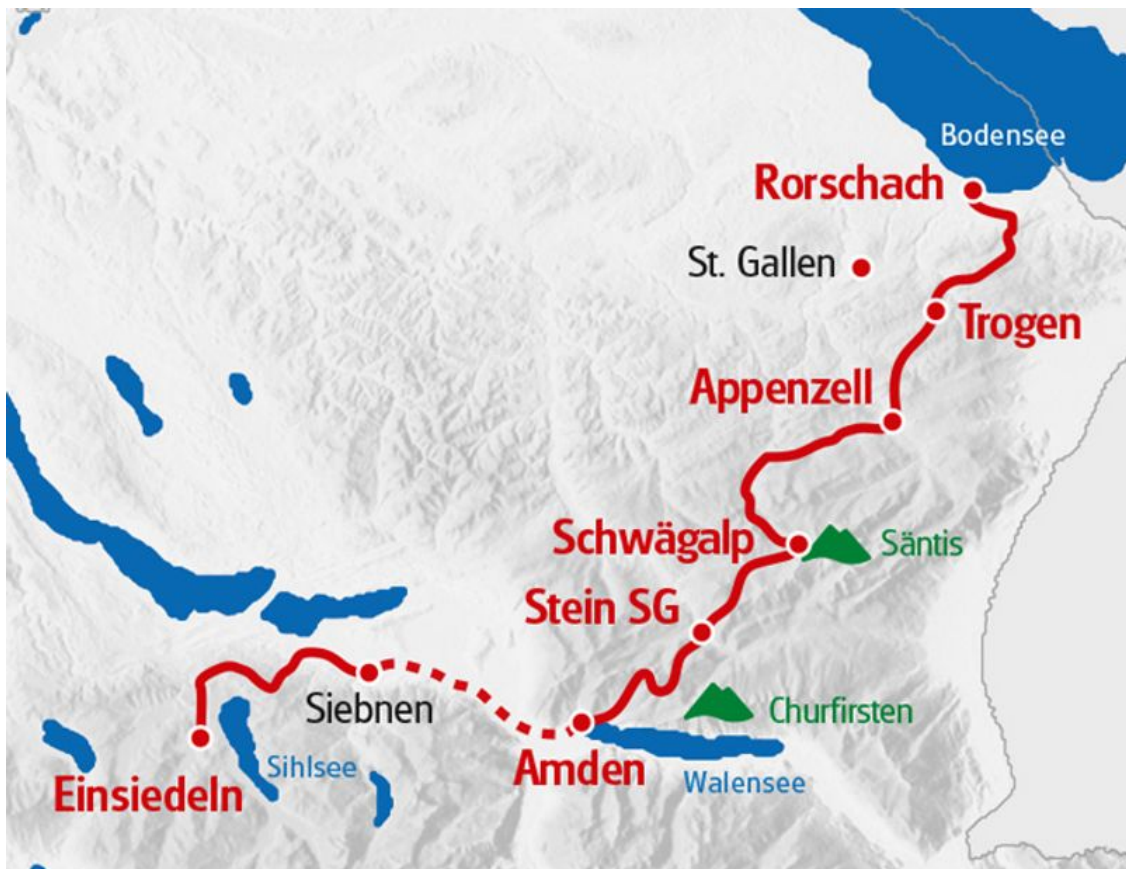 Bodensee
Rorschach
St. Gallen
Trogen
Appenzell
Schwägalp
Säntis
Stein SG
Siebnen
Churfirsten
Sihlsee
Amden
Walensee
Einsiedeln